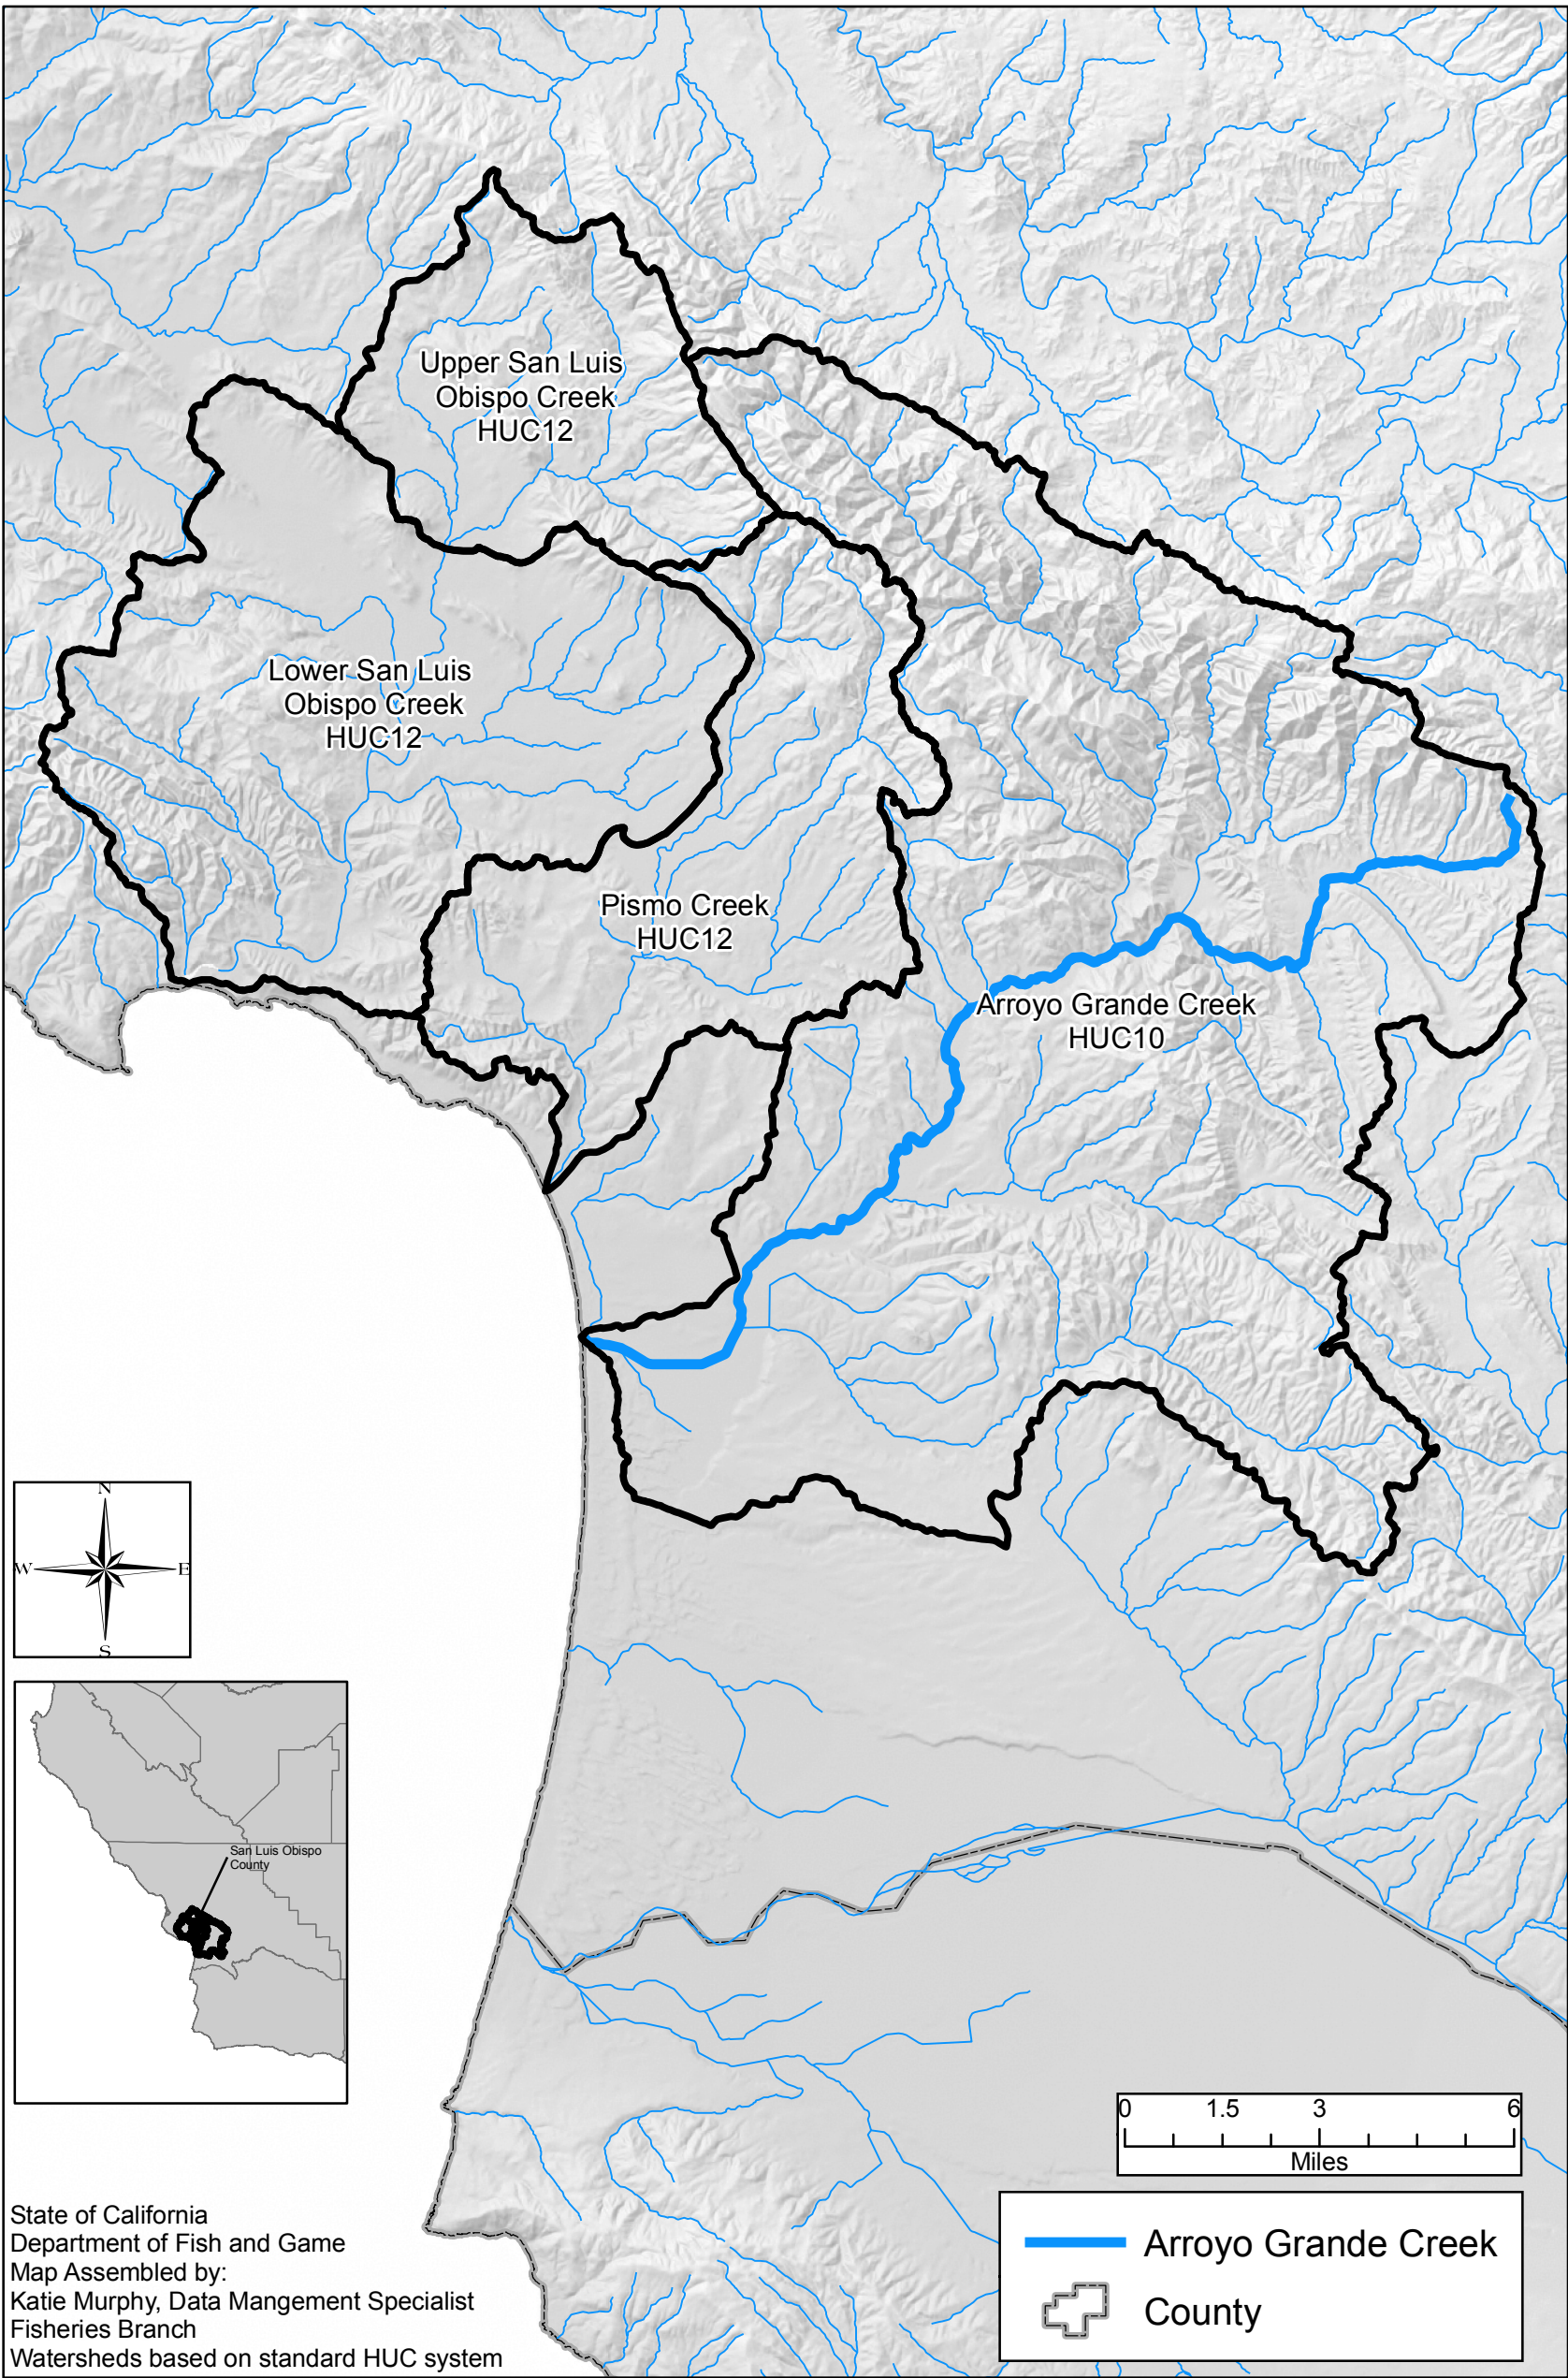 Upper San Luis
Obispo Creek
HUC12
Lower San Luis
Obispo Creek
HUC12
Pismo Creek
HUC12
Arroyo Grande Creek
HUC10
N
W
E
S
San Luis Obispo
County
0 1.5 3 6
Miles
Arroyo Grande Creek
County
State of California
Department of Fish and Game
Map Assembled by:
Katie Murphy, Data Mangement Specialist
Fisheries Branch
Watersheds based on standard HUC system